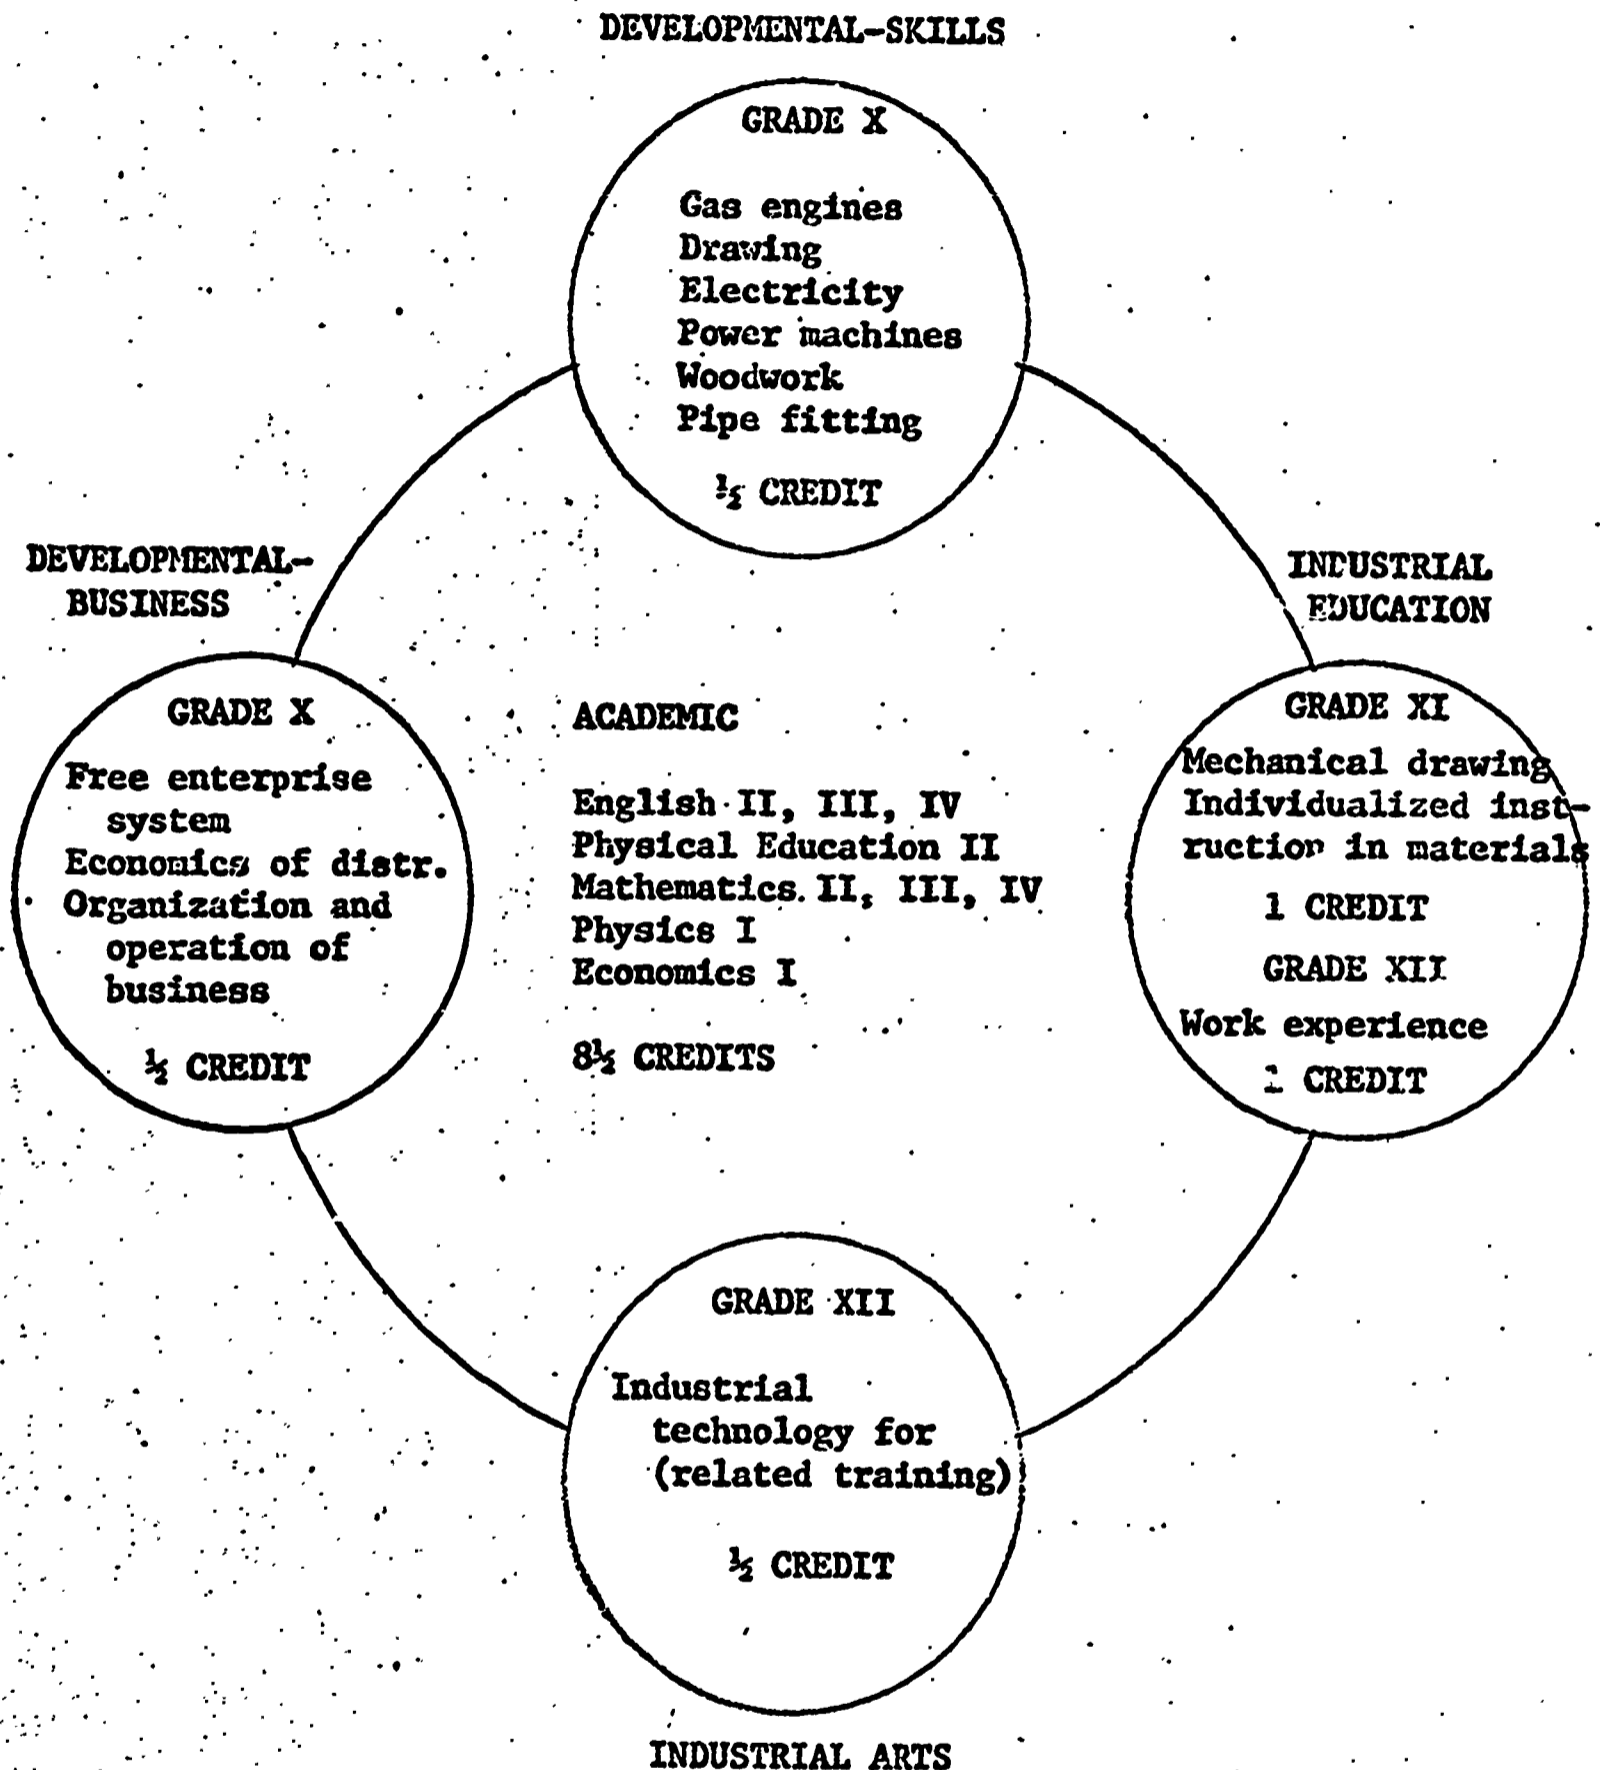 DEVELOPMENTAL-SKILLS
GRADE X
Gas engines
Drawing
Electricity
Power machines
Woodwork
Pipe fitting
½ CREDIT
DEVELOPMENTAL-
BUSINESS
GRADE X
Free enterprise
system
Economics of distr.
Organization and
operation of
business
½ CREDIT
ACADEMIC
English II, III, IV
Physical Education II
Mathematics II, III, IV
Physics I
Economics I
8½ CREDITS
INDUSTRIAL
EDUCATION
GRADE XI
Mechanical drawing
Individualized inst-
ruction in materials
1 CREDIT
GRADE XII
Work experience
1 CREDIT
GRADE XII
Industrial
technology for
(related training)
½ CREDIT
INDUSTRIAL ARTS